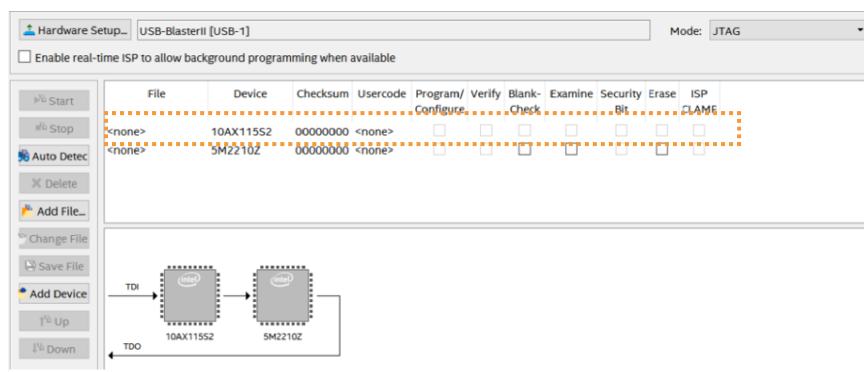 Hardware Setup... USB-BlasterII [USB-1] Mode: JTAG
Enable real-time ISP to allow background programming when available
Start
Stop
Auto Detec
Delete
Add File...
Change File
Save File
Add Device
Up
Down
File Device Checksum Usercode Program/ Configure Verify Blank- Check Examine Security Bit Erase ISP CLAMP
<none> 10AX115S2 00000000 <none>
<none> 5M2210Z 00000000 <none>
TDI
intel intel
10AX115S2 5M2210Z
TDO